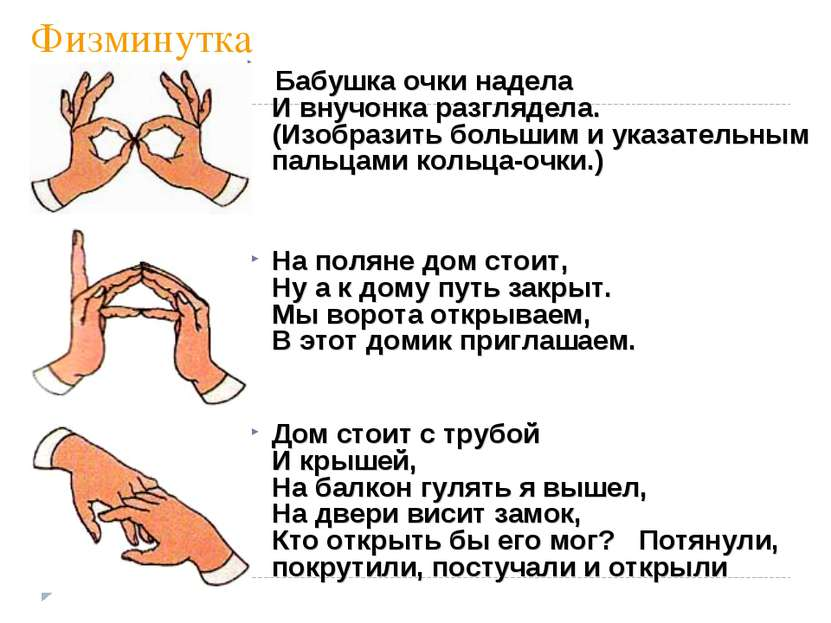 Физминутка
Бабушка очки надела
И внучонка разглядела.
(Изобразить большим и указательным
пальцами кольца-очки.)
На поляне дом стоит,
Ну а к дому путь закрыт.
Мы ворота открываем,
В этот домик приглашаем.
Дом стоит с трубой
И крышей,
На балкон гулять я вышел,
На двери висит замок,
Кто открыть бы его мог? Потянули,
покрутили, постучали и открыли